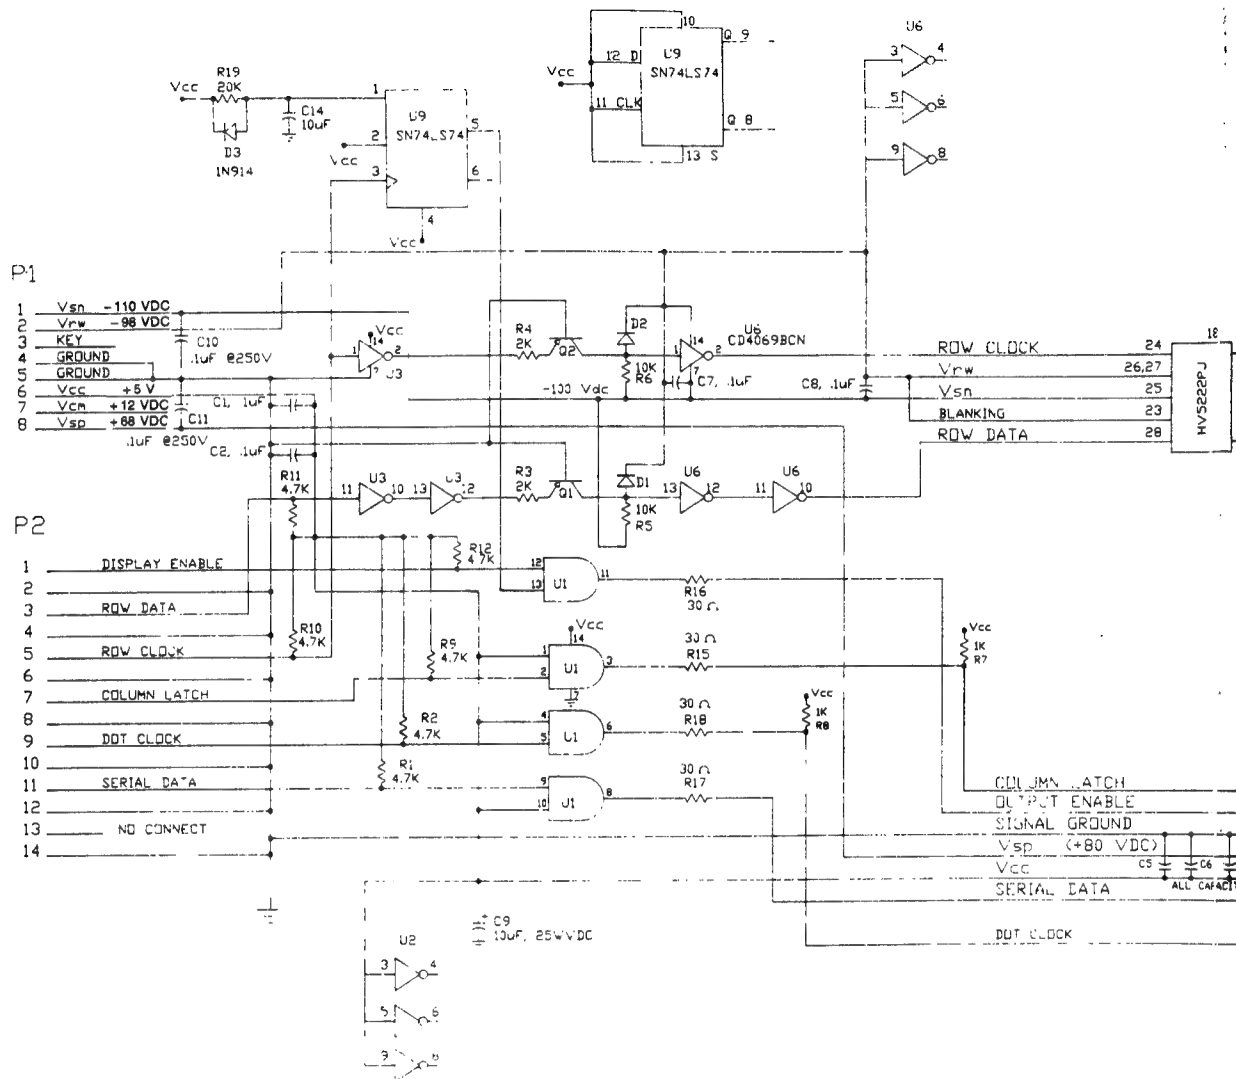 U6
10
Q 9
12 D
U9
SN74LS74
Vcc
11 CLK
Q 8
13 S
3
4
5
6
9
8
R19
20K
Vcc
1
C14
10uF
D3
1N914
U9
SN74LS74
5
2
Vcc
3
6
4
Vcc
P1
1 Vsn -110 VDC
2 Vrw -98 VDC
3 KEY
4 GROUND
5 GROUND
6 Vcc +5 V
7 Vcm +12 VDC
8 Vsp +88 VDC
C10
.1uF @250V
C11
.1uF @250V
C1, .1uF
C2, .1uF
Vcc
14
1
2
7
U3
R4
2K
Q2
D2
10K
R6
14
1
2
7
U6
CD4069BCN
C7, .1uF
C8, .1uF
-100 Vdc
ROW CLOCK 24
Vrw 26,27
Vsn 25
BLANKING 23
ROW DATA 28
18
HV5222PJ
R11
4.7K
11
U3
10
13
U3
12
R3
2K
Q1
D1
10K
R5
13
U6
12
11
U6
10
P2
1 DISPLAY ENABLE
2
3 ROW DATA
4
5 ROW CLOCK
6
7 COLUMN LATCH
8
9 DOT CLOCK
10
11 SERIAL DATA
12
13 NO CONNECT
14
R12
4.7K
R10
4.7K
R9
4.7K
R2
4.7K
R1
4.7K
12
13
U1
11
R16
30 Ω
Vcc
14
1
2
U1
3
7
30 Ω
R15
Vcc
1K
R7
4
5
U1
6
30 Ω
R18
Vcc
1K
R8
9
10
U1
8
30 Ω
R17
COLUMN LATCH
OUTPUT ENABLE
SIGNAL GROUND
Vsp (+80 VDC)
Vcc
SERIAL DATA
DOT CLOCK
C5
C6
ALL CAPACIT
+
C9
10uF, 25WVDC
U2
3
4
5
6
9
8